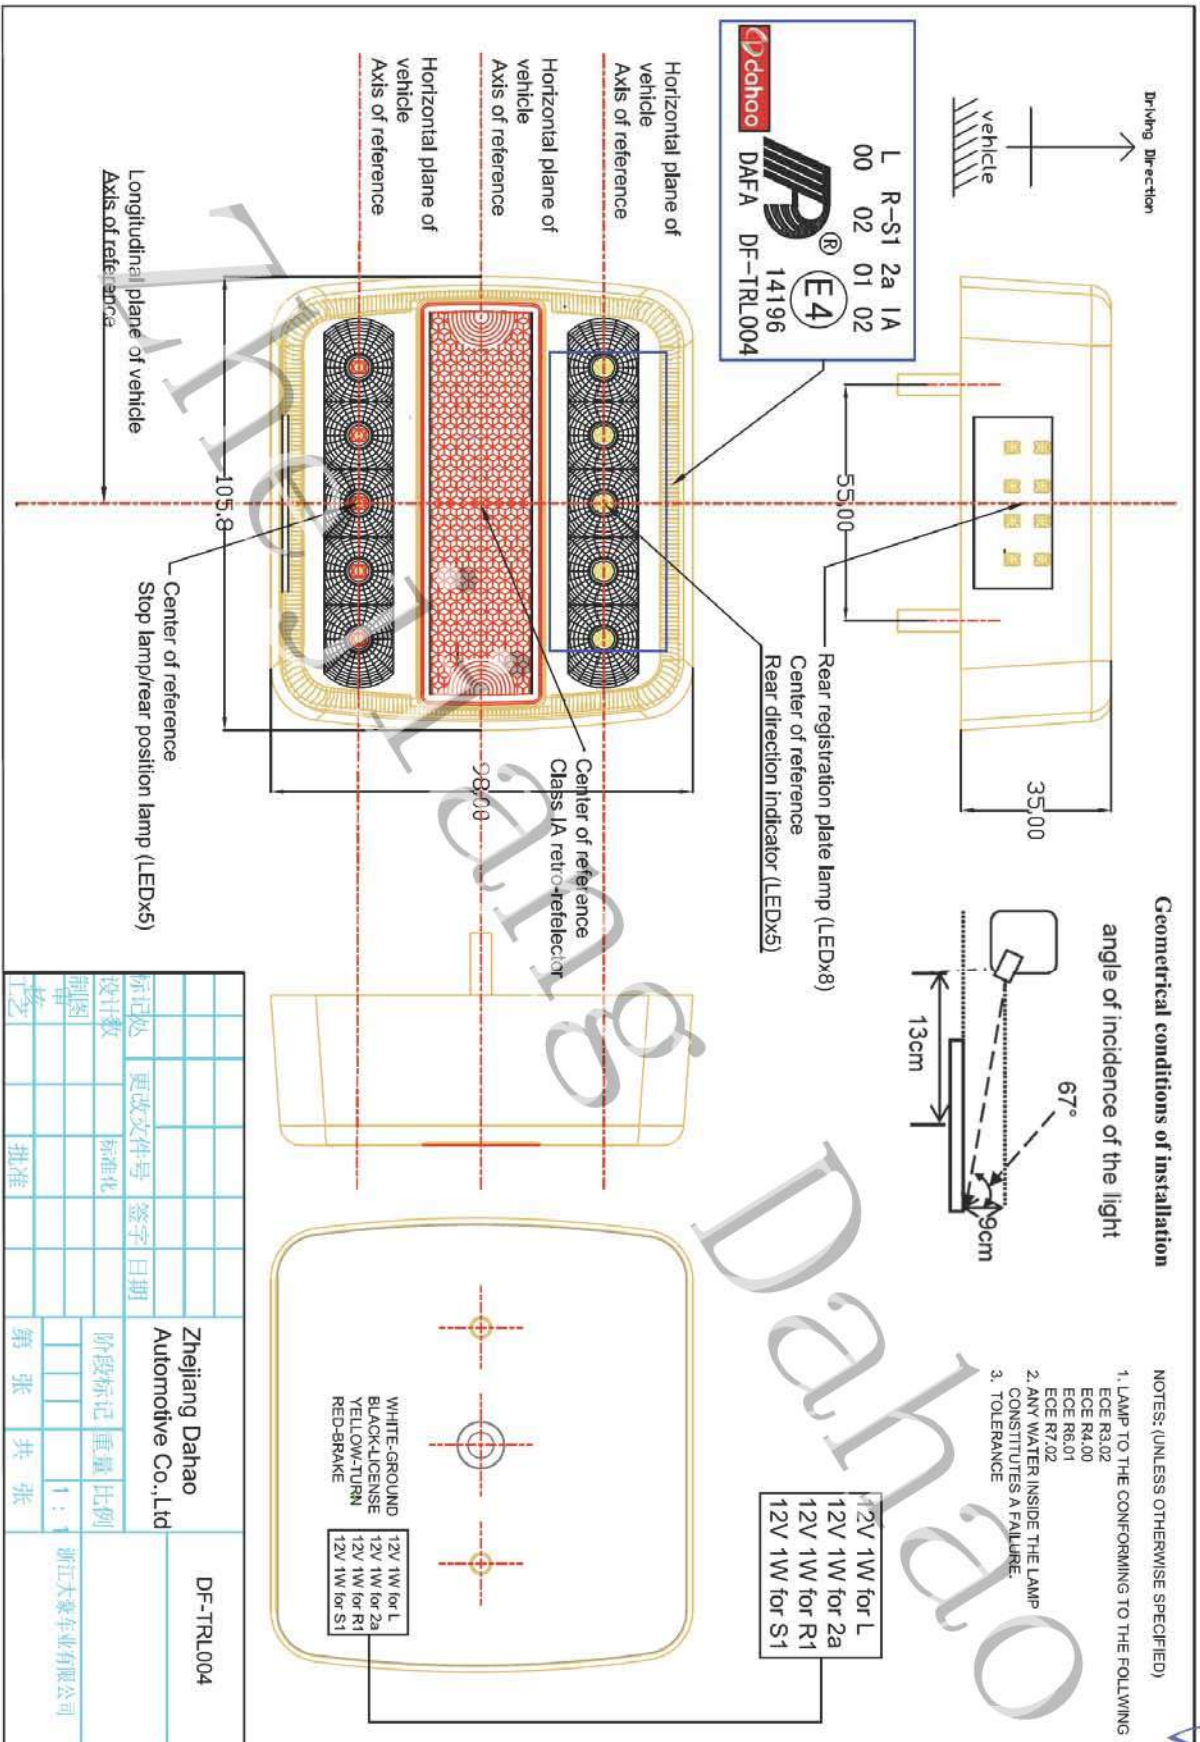 Driving Direction
vehicle
L R-S1 2a IA
00 02 01 02
dahao
®
E4
14196
DAFA DF-TRL004
Horizontal plane of
vehicle
Axis of reference
Horizontal plane of
vehicle
Axis of reference
Horizontal plane of
vehicle
Axis of reference
Longitudinal plane of vehicle
Axis of reference
55,00
35,00
105,8
98,00
Rear registration plate lamp (LEDx8)
Center of reference
Rear direction indicator (LEDx5)
Center of reference
Class IA retro-refelector
Center of reference
Stop lamp/rear position lamp (LEDx5)
Geometrical conditions of installation
angle of incidence of the light
67°
13cm
9cm
NOTES: (UNLESS OTHERWISE SPECIFIED)
1. LAMP TO THE CONFORMING TO THE FOLLWING
ECE R3.02
ECE R4.00
ECE R6.01
ECE R7.02
2. ANY WATER INSIDE THE LAMP
CONSTITUTES A FAILURE.
3. TOLERANCE
12V 1W for L
12V 1W for 2a
12V 1W for R1
12V 1W for S1
WHITE-GROUND
BLACK-LICENSE
YELLOW-TURN
RED-BRAKE
12V 1W for L
12V 1W for 2a
12V 1W for R1
12V 1W for S1
标记处 更改文件号 签字 日期
设计数 标准化
制图
审核
工艺 批准
Zhejiang Dahao
Automotive Co.,Ltd
阶段标记 重量 比例
1:1
第 张 共 张
DF-TRL004
浙江大豪车业有限公司
Zhejiang Dahao